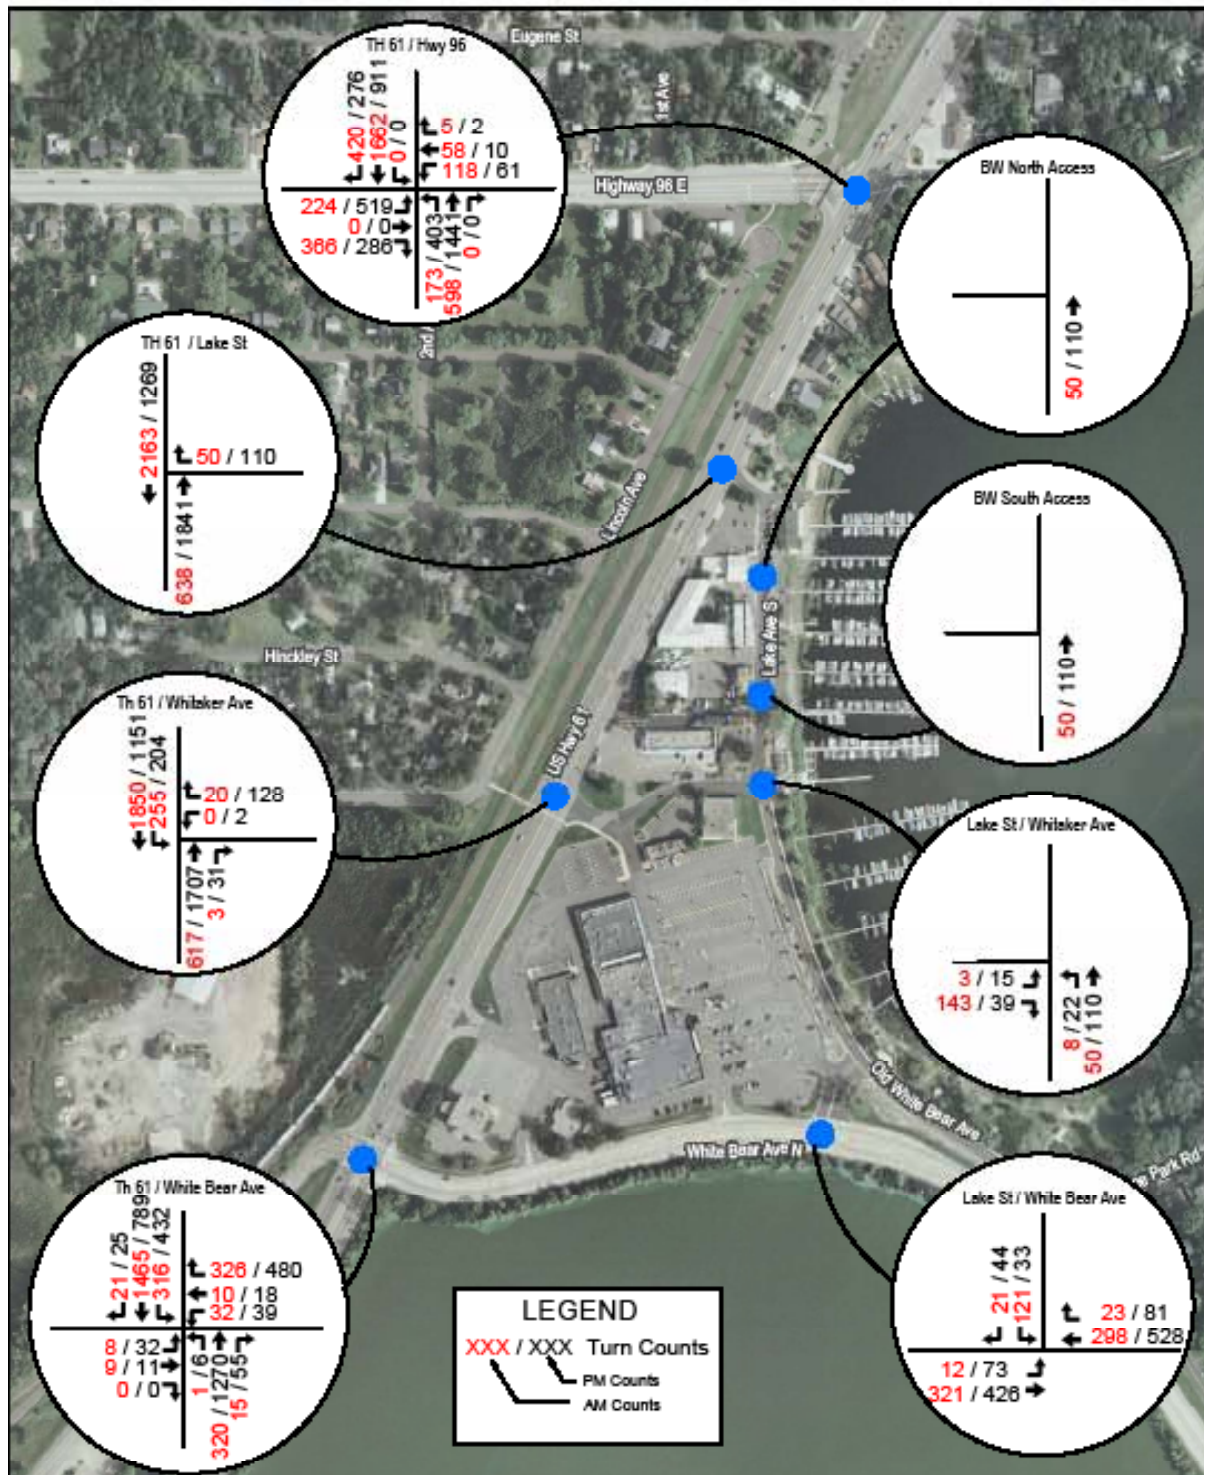 Eugene St
1st Ave
Highway 96 E
2nd
Lincoln Ave
Hinckley St
US Hwy 61
Lake Ave S
Old White Bear Ave
White Bear Ave N
Park Rd
TH 61 / Hwy 96
420 / 276
1662 / 911
0 / 0
5 / 2
58 / 10
118 / 61
224 / 519
0 / 0
366 / 286
173 / 403
598 / 1441
0 / 0
BW North Access
50 / 110
TH 61 / Lake St
2163 / 1269
50 / 110
638 / 1841
BW South Access
50 / 110
Th 61 / Whitaker Ave
1850 / 1151
255 / 204
20 / 128
0 / 2
617 / 1707
3 / 31
Lake St / Whitaker Ave
3 / 15
143 / 39
8 / 22
50 / 110
Th 61 / White Bear Ave
21 / 25
1465 / 789
316 / 432
326 / 480
10 / 18
32 / 39
8 / 32
9 / 11
0 / 0
1 / 6
320 / 1270
15 / 55
Lake St / White Bear Ave
21 / 44
121 / 33
23 / 81
298 / 528
12 / 73
321 / 426
LEGEND
XXX / XXX Turn Counts
PM Counts
AM Counts